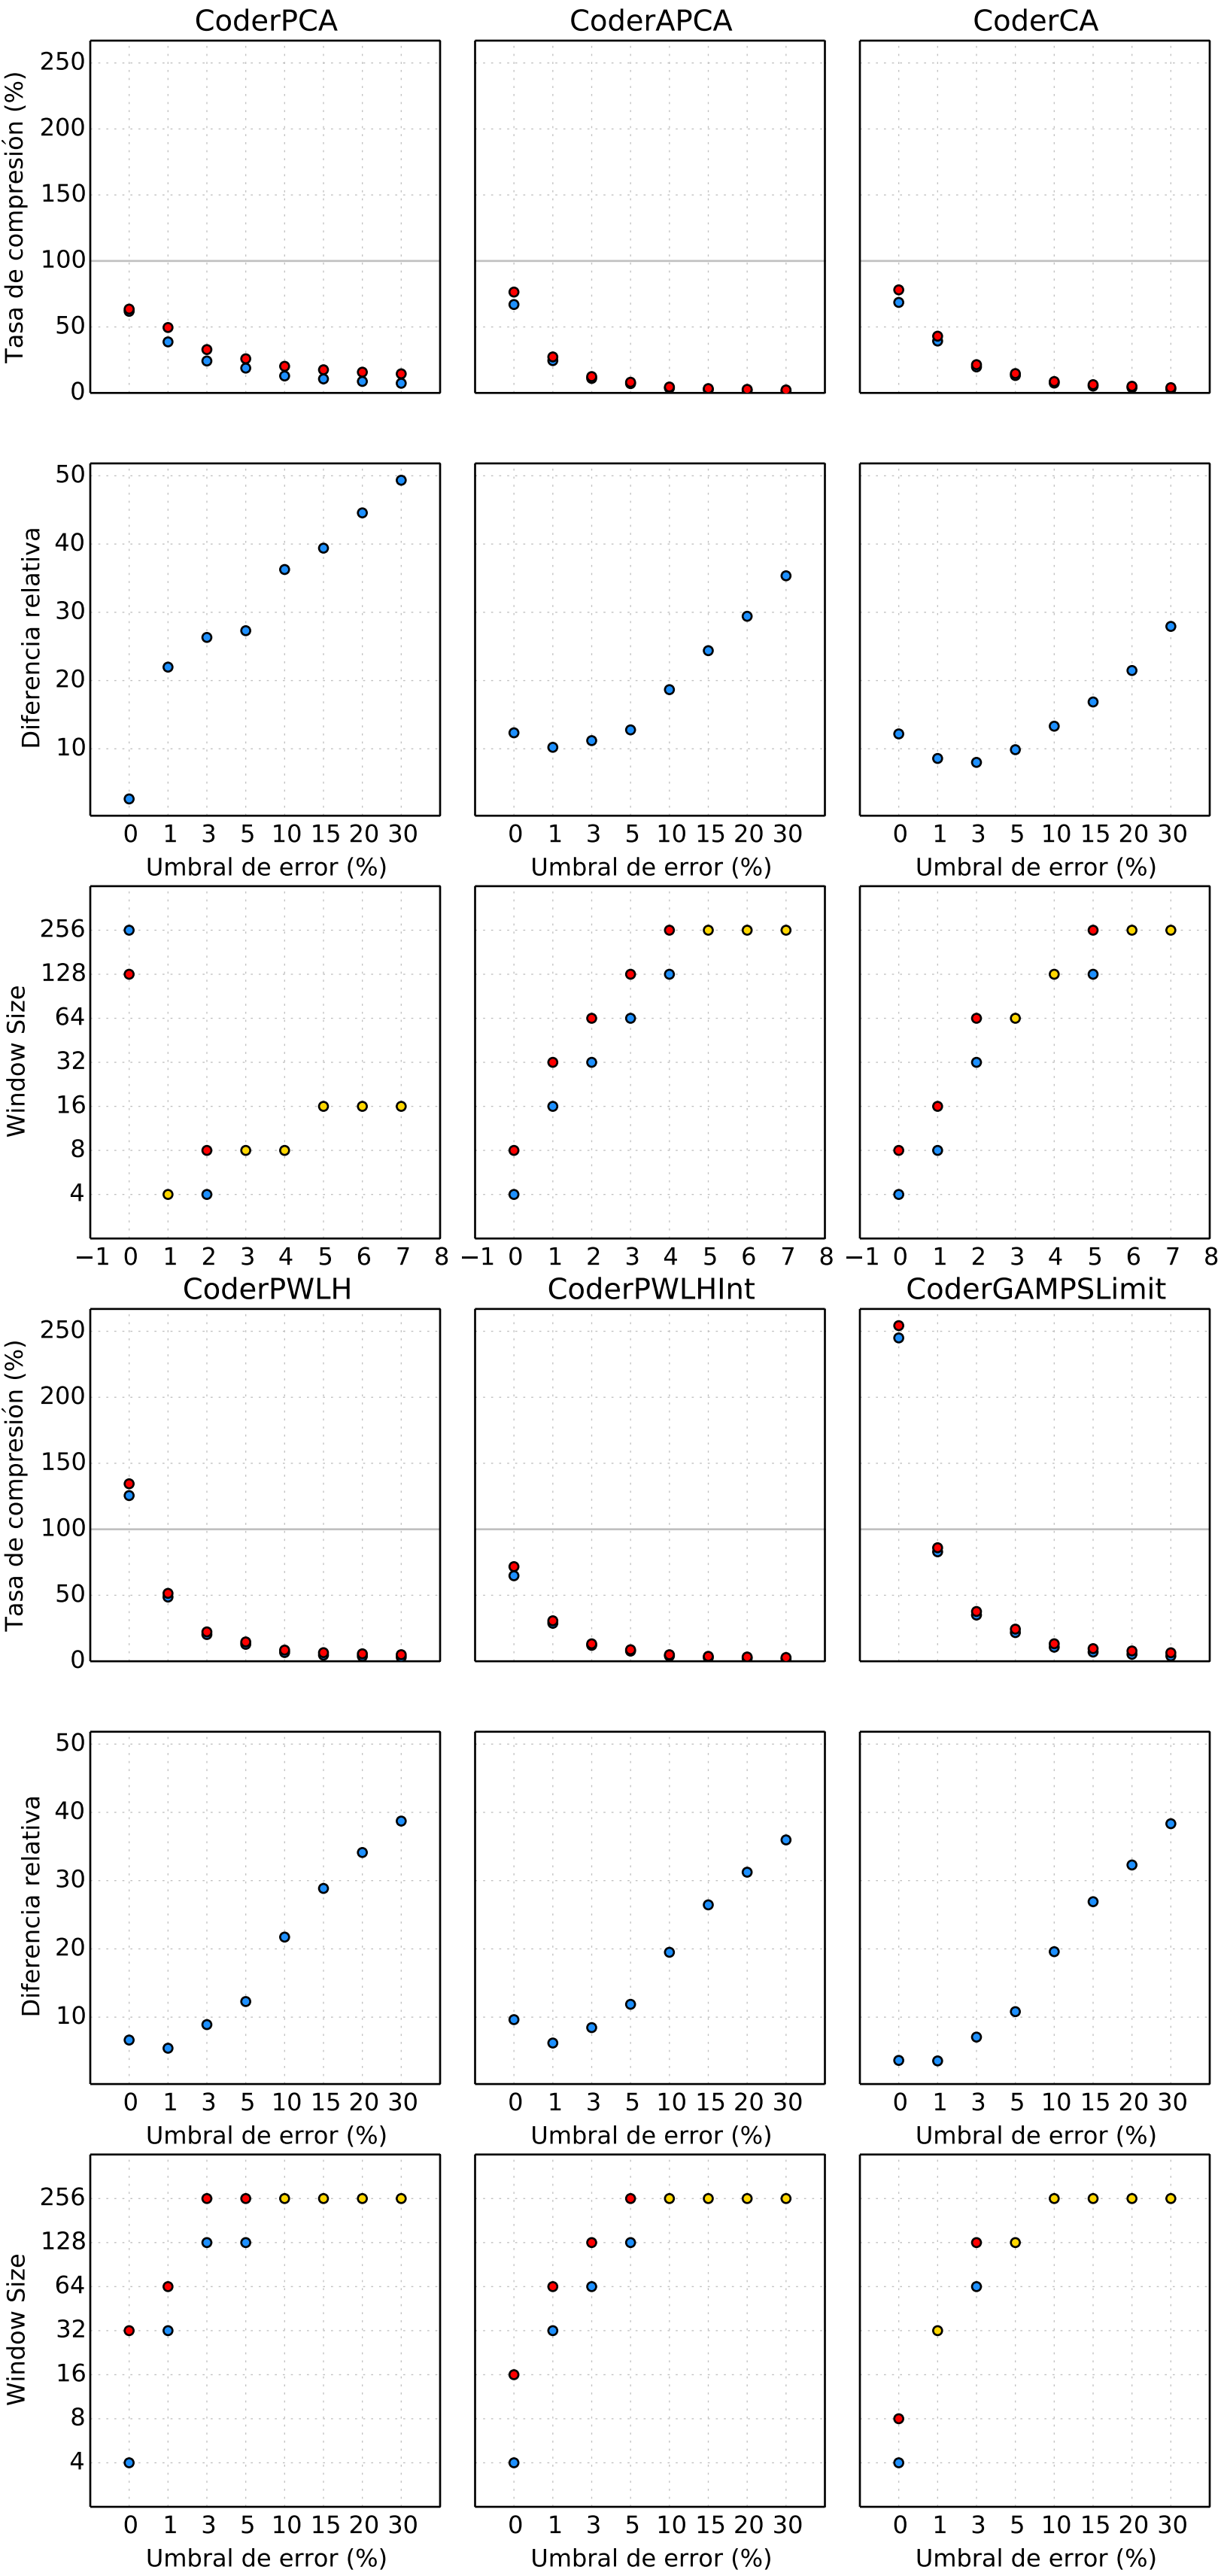 CoderPCA CoderAPCA CoderCA
Tasa de compresión (%)
250
200
150
100
50
0
Diferencia relativa
50
40
30
20
10
0 1 3 5 10 15 20 30 0 1 3 5 10 15 20 30 0 1 3 5 10 15 20 30
Umbral de error (%) Umbral de error (%) Umbral de error (%)
Window Size
256
128
64
32
16
8
4
−1 0 1 2 3 4 5 6 7 8 −1 0 1 2 3 4 5 6 7 8 −1 0 1 2 3 4 5 6 7 8
CoderPWLH CoderPWLHInt CoderGAMPSLimit
Tasa de compresión (%)
250
200
150
100
50
0
Diferencia relativa
50
40
30
20
10
0 1 3 5 10 15 20 30 0 1 3 5 10 15 20 30 0 1 3 5 10 15 20 30
Umbral de error (%) Umbral de error (%) Umbral de error (%)
Window Size
256
128
64
32
16
8
4
0 1 3 5 10 15 20 30 0 1 3 5 10 15 20 30 0 1 3 5 10 15 20 30
Umbral de error (%) Umbral de error (%) Umbral de error (%)